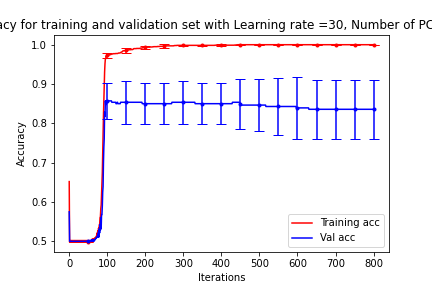 acy for training and validation set with Learning rate =30, Number of PC
1.0
0.9
0.8
0.7
0.6
0.5
Accuracy
0 100 200 300 400 500 600 700 800
Iterations
Training acc
Val acc